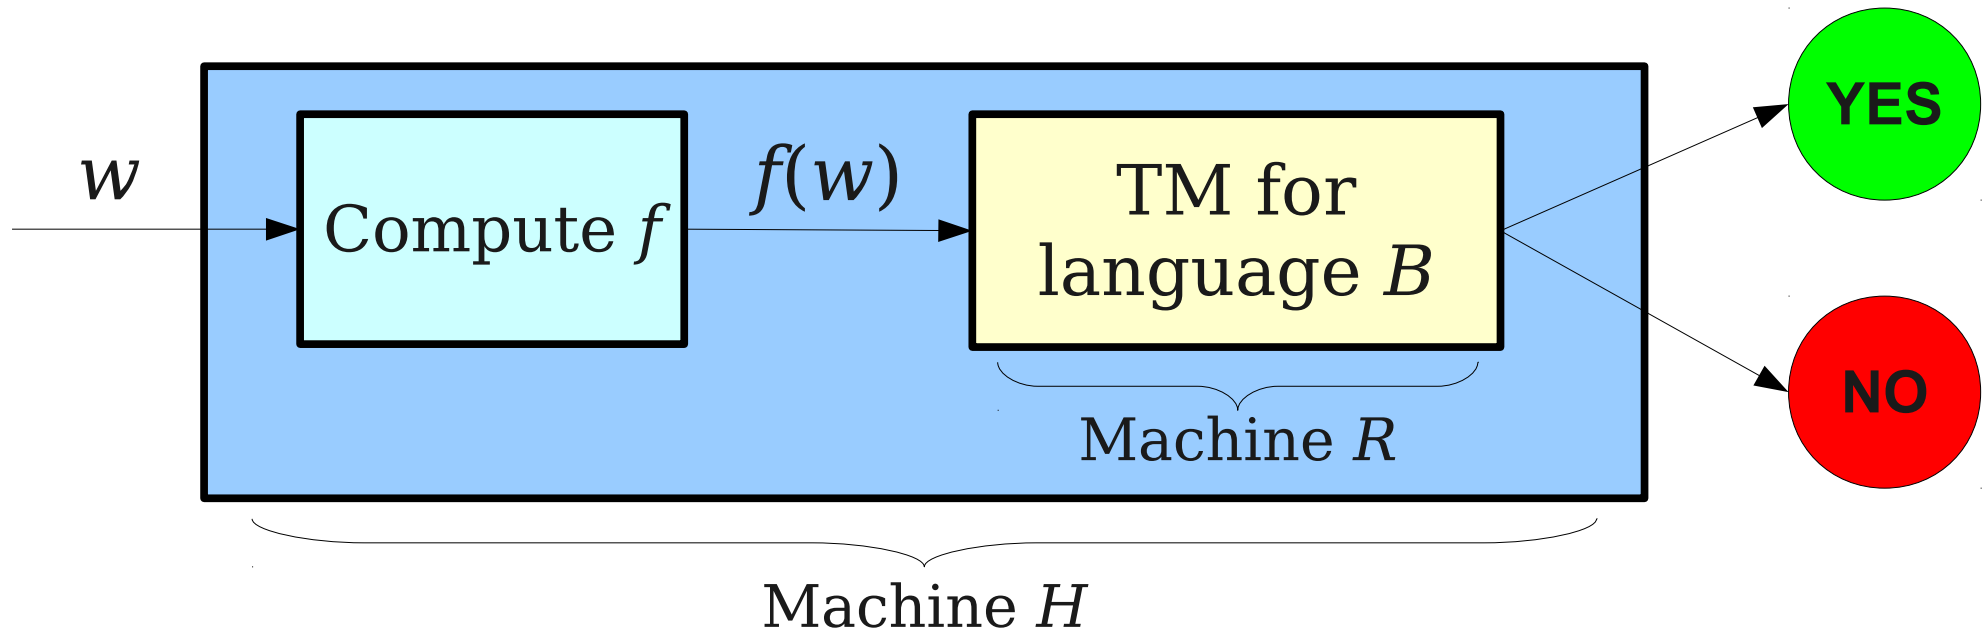 w
Compute f
f(w)
TM for
language B
Machine R
Machine H
YES
NO